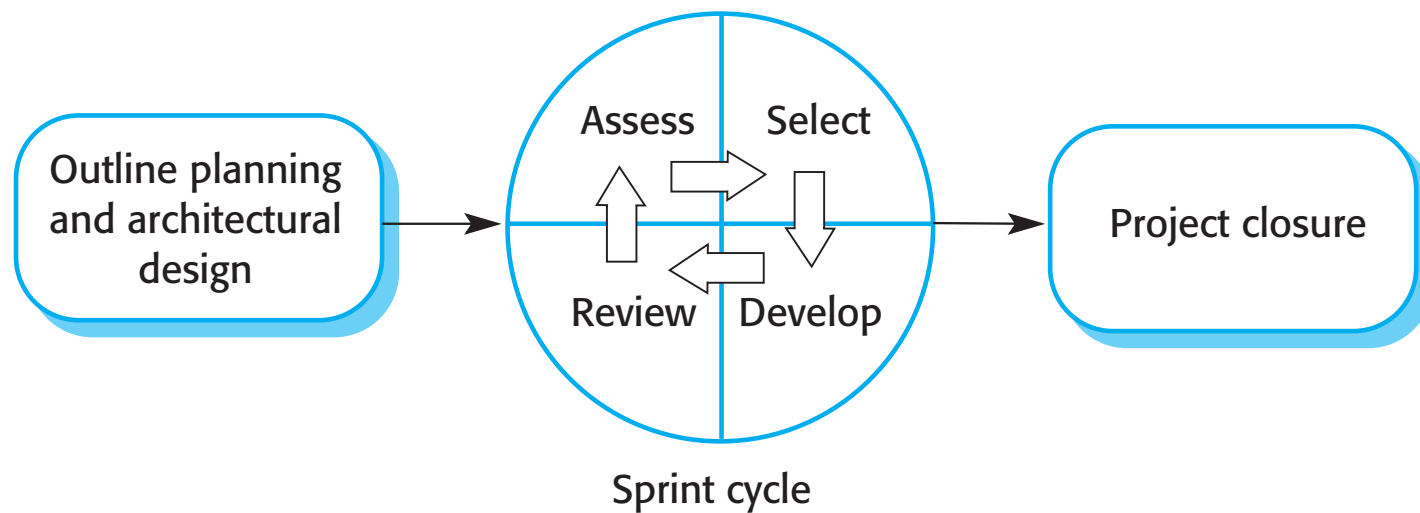 Outline planning
and architectural
design
Assess
Select
Review
Develop
Project closure
Sprint cycle